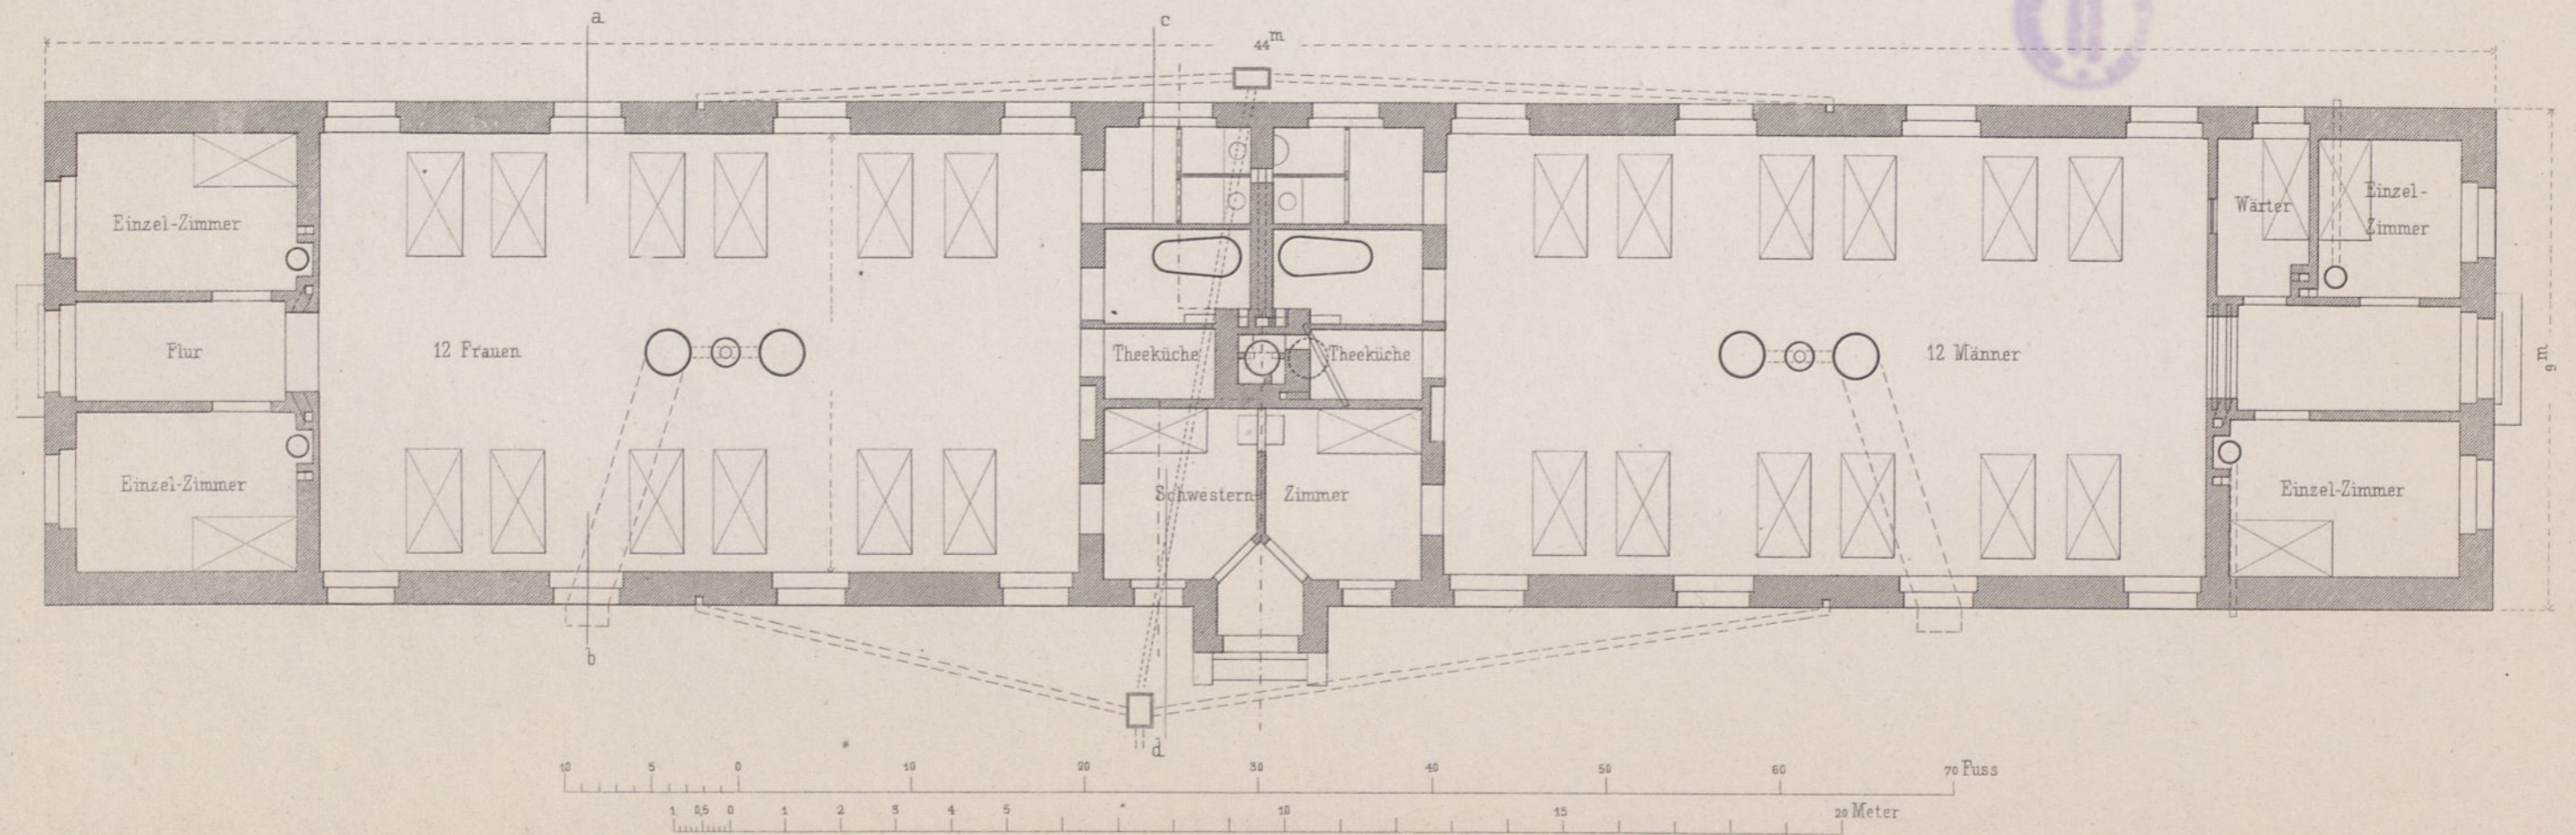 a
c
44 m
Einzel-Zimmer
Wärter
Einzel-
Zimmer
Flur
12 Frauen
Theeküche
Theeküche
12 Männer
9 m
Einzel-Zimmer
Schwestern-Zimmer
Einzel-Zimmer
b
d
10 5 0 10 20 30 40 50 60 70 Fuss
1 0,5 0 1 2 3 4 5 10 15 20 Meter